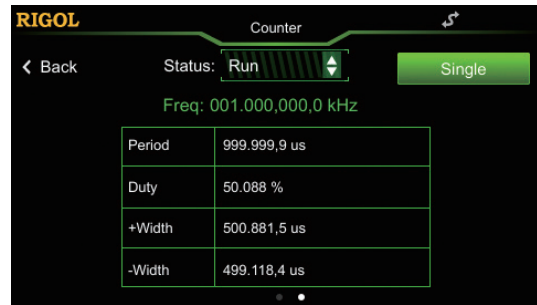 RIGOL
Counter
Back
Status: Run
Single
Freq: 001.000,000,0 kHz
Period 999.999,9 us
Duty 50.088 %
+Width 500.881,5 us
-Width 499.118,4 us